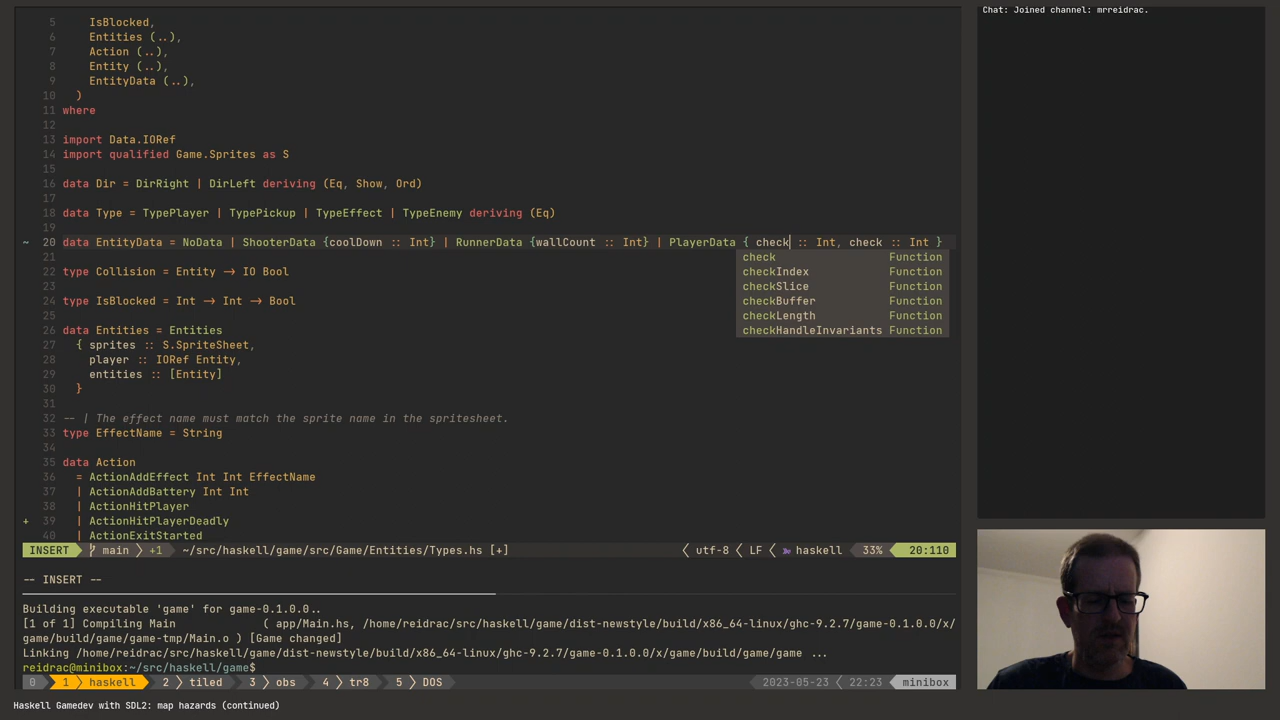 5 IsBlocked,
6 Entities (..),
7 Action (..),
8 Entity (..),
9 EntityData (..),
10 )
11 where
12
13 import Data.IORef
14 import qualified Game.Sprites as S
15
16 data Dir = DirRight | DirLeft deriving (Eq, Show, Ord)
17
18 data Type = TypePlayer | TypePickup | TypeEffect | TypeEnemy deriving (Eq)
19
~ 20 data EntityData = NoData | ShooterData {coolDown :: Int} | RunnerData {wallCount :: Int} | PlayerData { check :: Int, check :: Int }
21
check Function
22 type Collision = Entity → IO Bool
checkIndex Function
23
checkSlice Function
24 type IsBlocked = Int → Int → Bool
checkBuffer Function
25
checkLength Function
26 data Entities = Entities
checkHandleInvariants Function
27 { sprites :: S.SpriteSheet,
28 player :: IORef Entity,
29 entities :: [Entity]
30 }
31
32 -- | The effect name must match the sprite name in the spritesheet.
33 type EffectName = String
34
35 data Action
36 = ActionAddEffect Int Int EffectName
37 | ActionAddBattery Int Int
38 | ActionHitPlayer
+ 39 | ActionHitPlayerDeadly
40 | ActionExitStarted
INSERT main +1 ~/src/haskell/game/src/Game/Entities/Types.hs [+] utf-8 LF haskell 33% 20:110
-- INSERT --
Building executable 'game' for game-0.1.0.0..
[1 of 1] Compiling Main ( app/Main.hs, /home/reidrac/src/haskell/game/dist-newstyle/build/x86_64-linux/ghc-9.2.7/game-0.1.0.0/x/
game/build/game/game-tmp/Main.o ) [Game changed]
Linking /home/reidrac/src/haskell/game/dist-newstyle/build/x86_64-linux/ghc-9.2.7/game-0.1.0.0/x/game/build/game/game ...
reidrac@minibox:~/src/haskell/game$
0 1 haskell 2 tiled 3 obs 4 tr8 5 DOS 2023-05-23 22:23 minibox
Haskell Gamedev with SDL2: map hazards (continued)
Chat: Joined channel: mrreidrac.